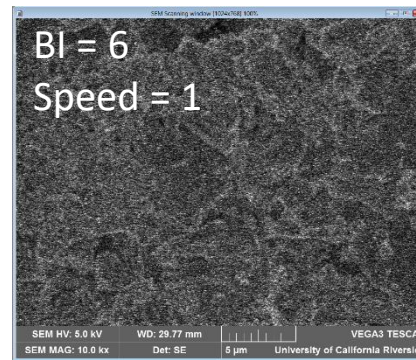 SEM Scanning window [1024x768] 100%
BI = 6
Speed = 1
SEM HV: 5.0 kV WD: 29.77 mm VEGA3 TESCA
SEM MAG: 10.0 kx Det: SE 5 µm University of California Riversi